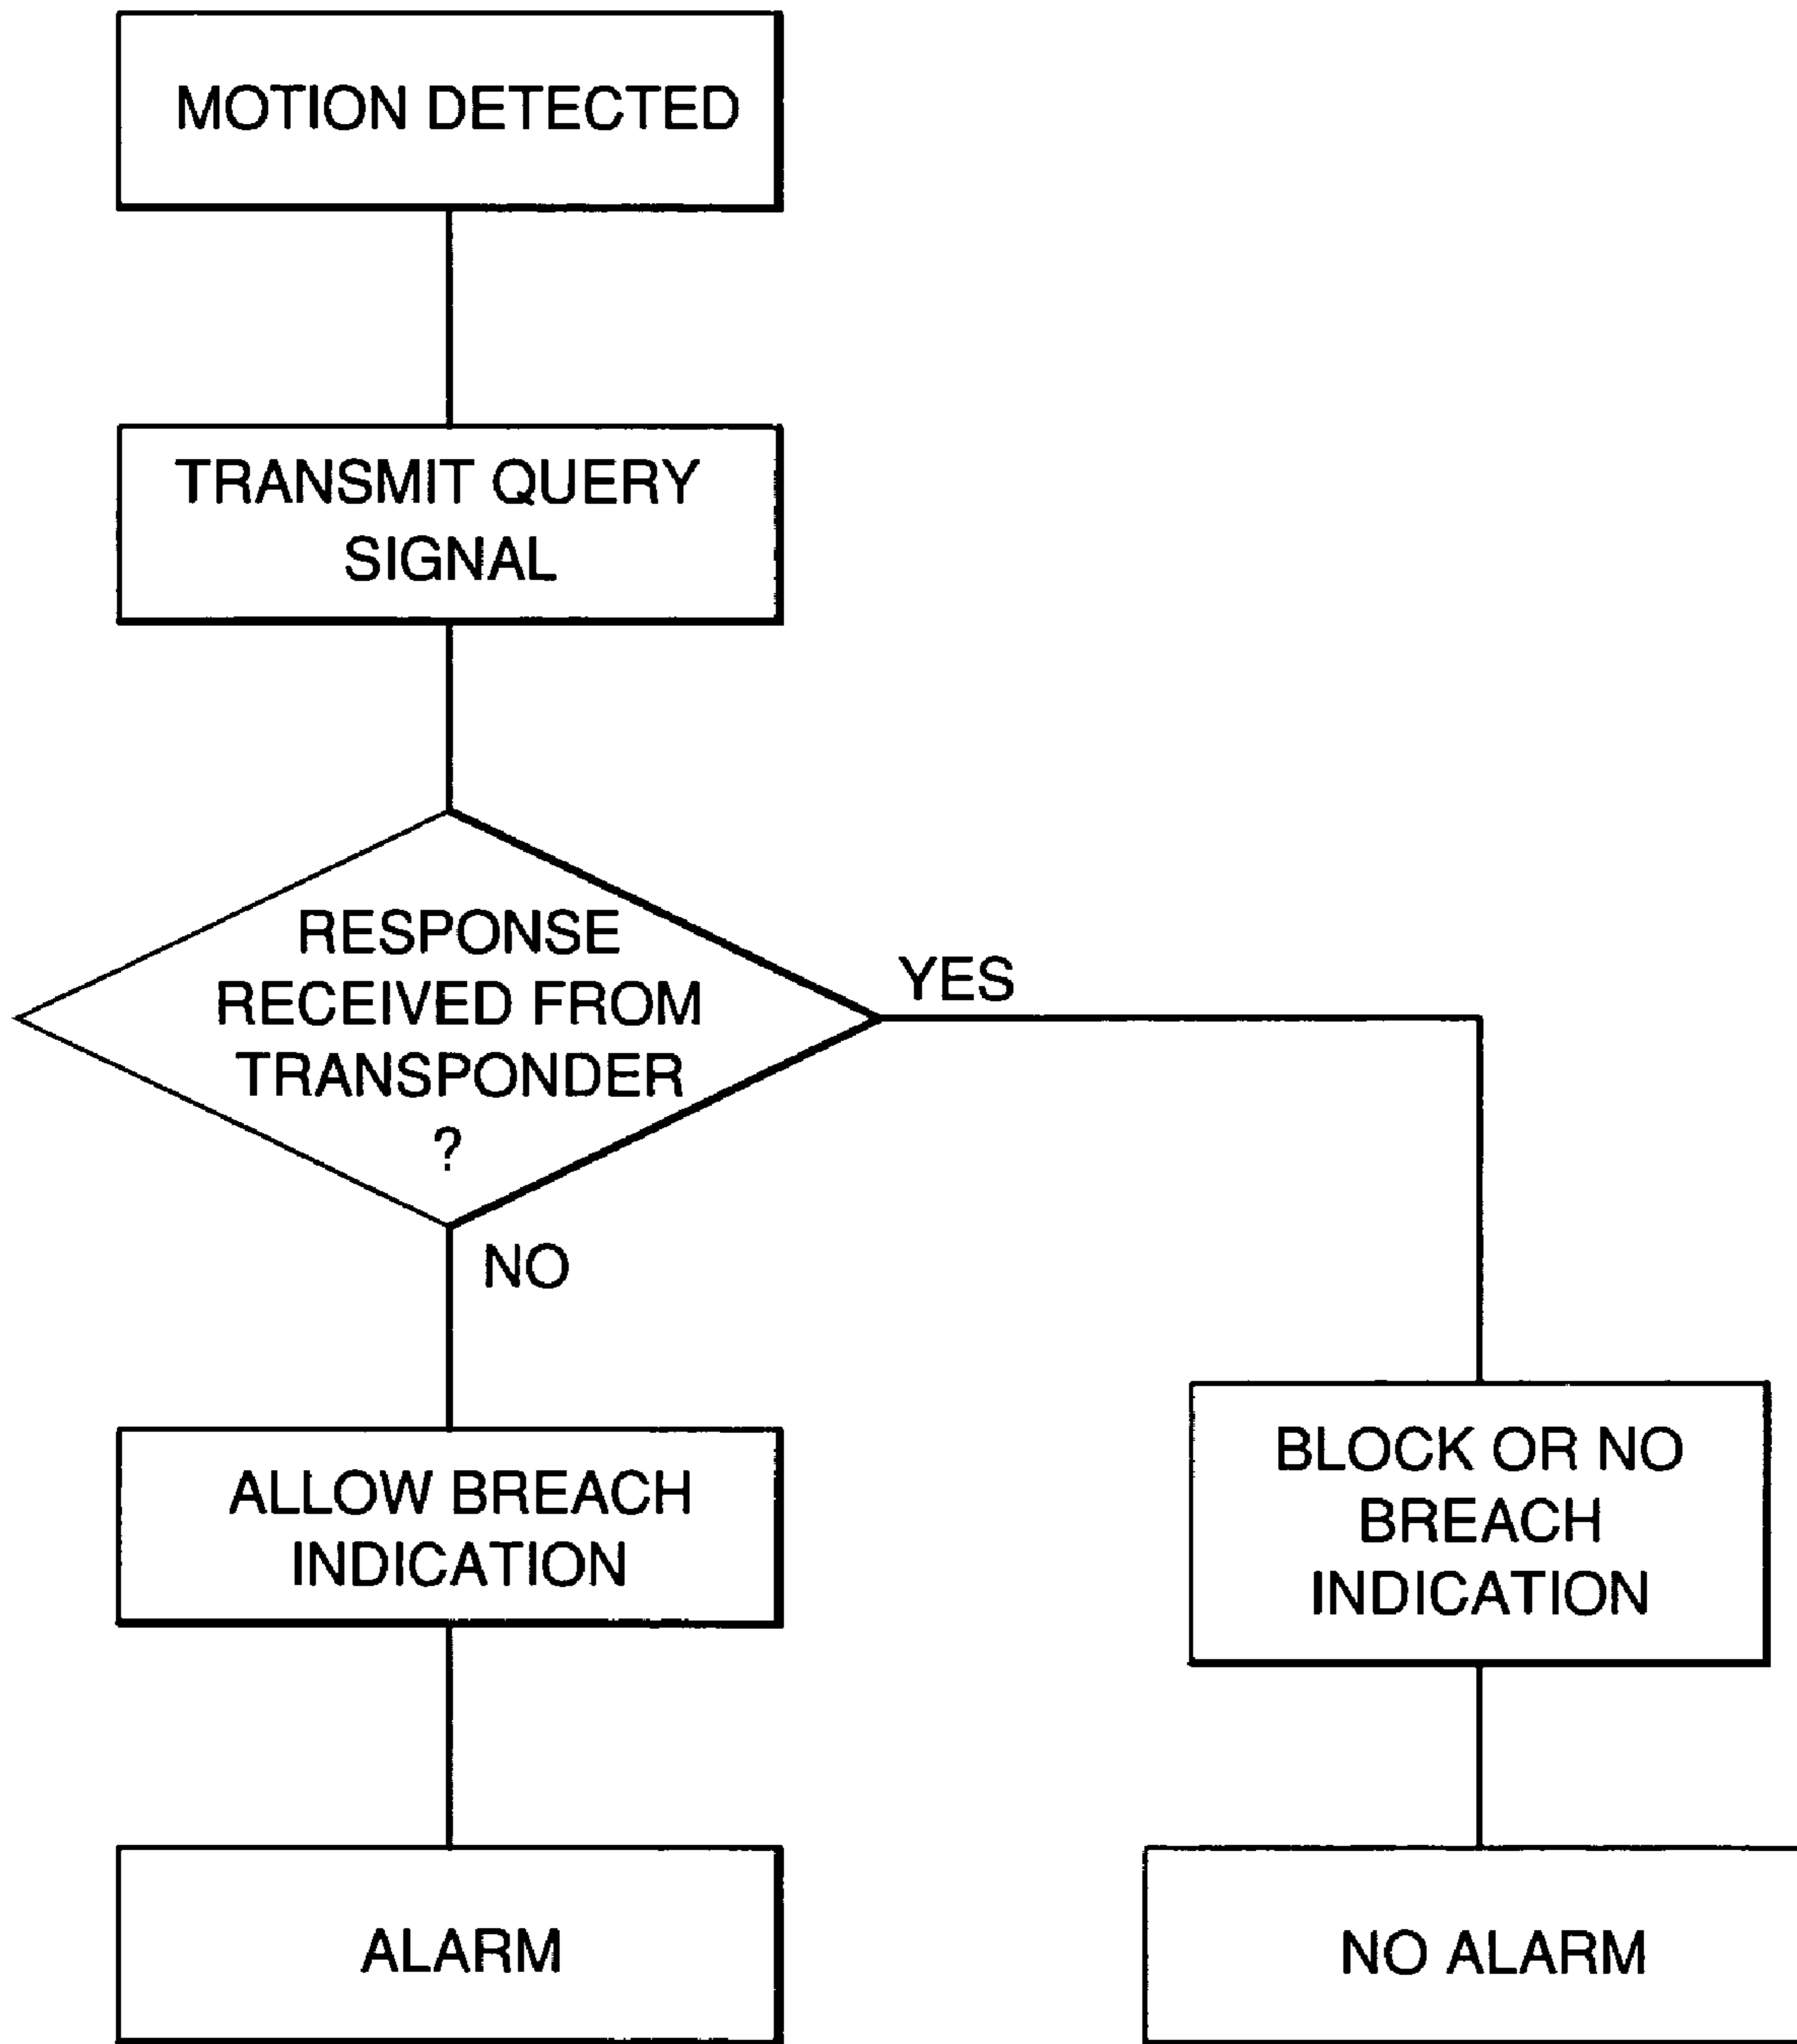 MOTION DETECTED
TRANSMIT QUERY
SIGNAL
RESPONSE
RECEIVED FROM
TRANSPONDER
?
YES
NO
ALLOW BREACH
INDICATION
BLOCK OR NO
BREACH
INDICATION
ALARM
NO ALARM